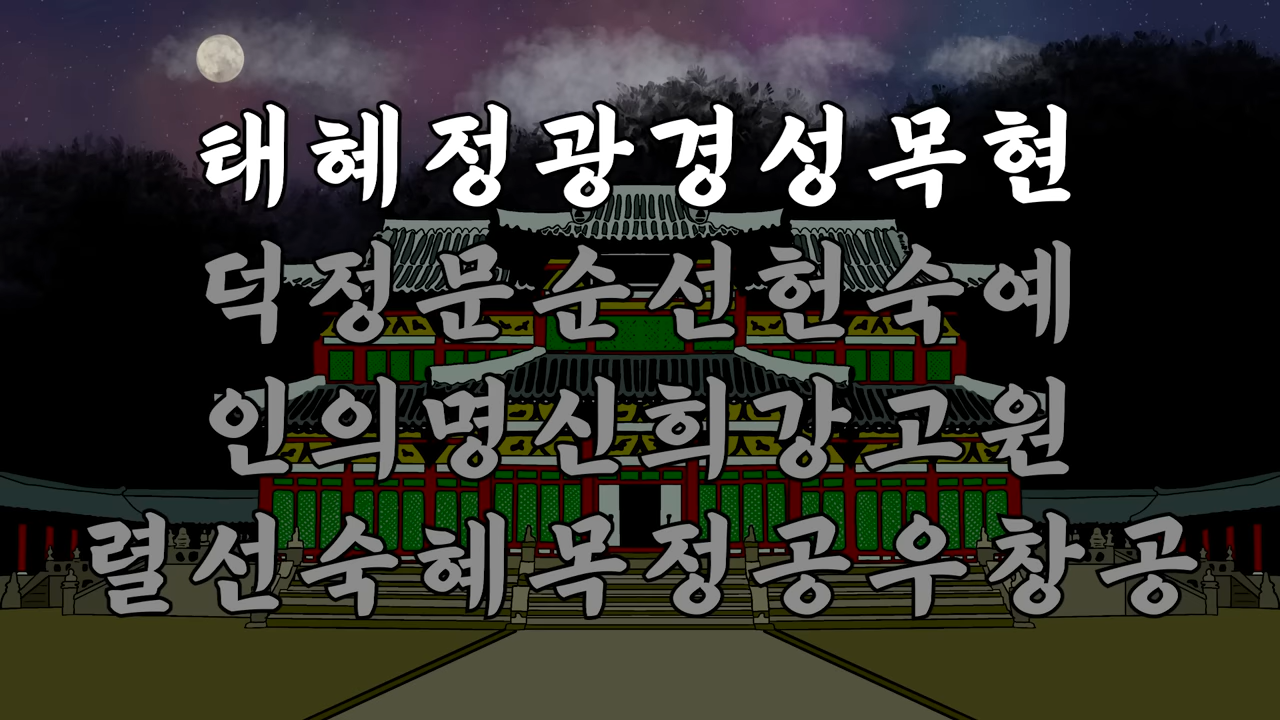 태혜정광경성목현
덕정문순선헌숙예
인의명신희강고원
렬선숙혜목정공우창공